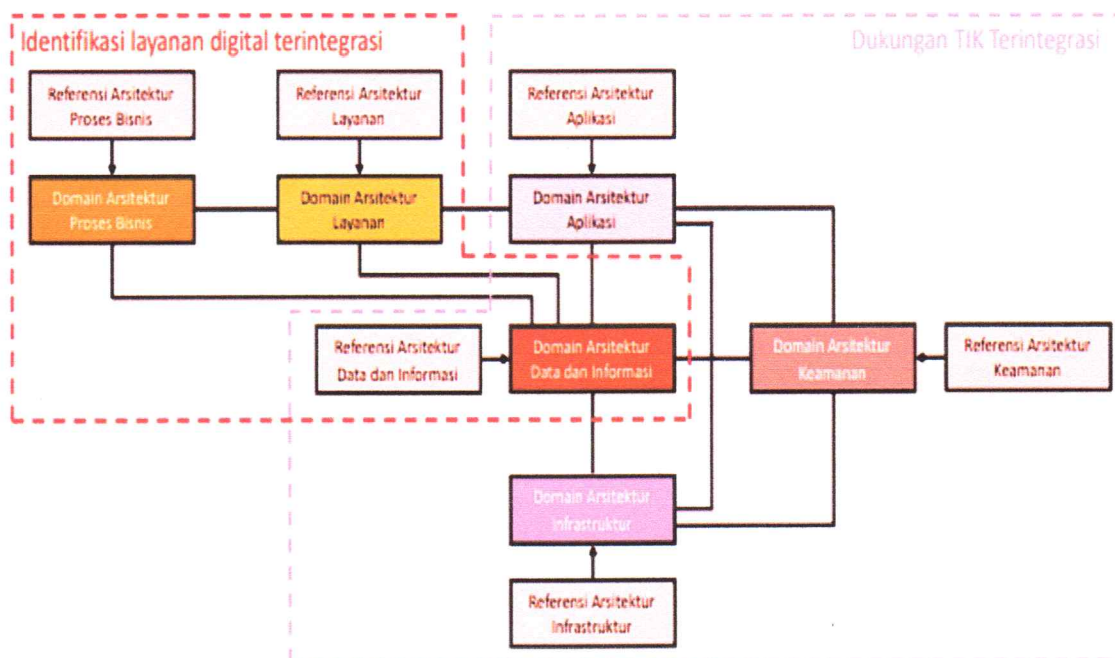 Identifikasi layanan digital terintegrasi
Dukungan TIK Terintegrasi
Referensi Arsitektur
Proses Bisnis
Referensi Arsitektur
Layanan
Referensi Arsitektur
Aplikasi
Domain Arsitektur
Proses Bisnis
Domain Arsitektur
Layanan
Domain Arsitektur
Aplikasi
Referensi Arsitektur
Data dan Informasi
Domain Arsitektur
Data dan Informasi
Domain Arsitektur
Keamanan
Referensi Arsitektur
Keamanan
Domain Arsitektur
Infrastruktur
Referensi Arsitektur
Infrastruktur